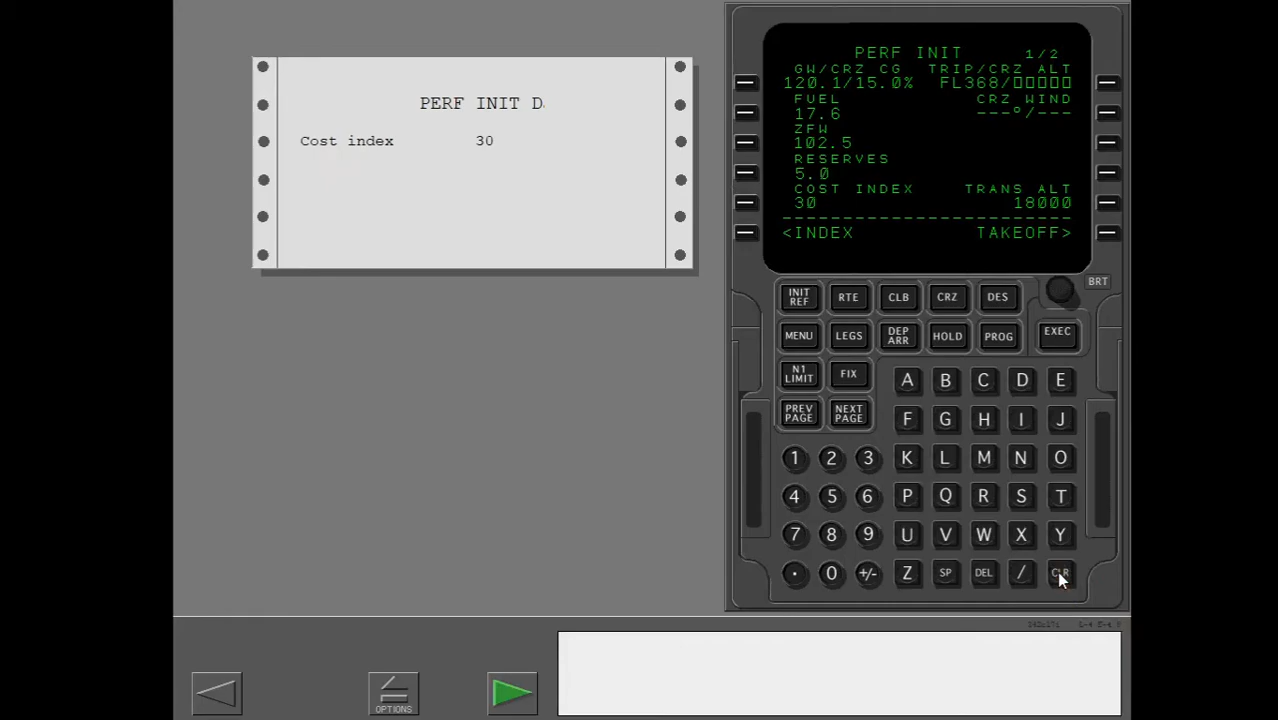 PERF INIT D
Cost index 30
PERF INIT 1/2
GW/CRZ CG TRIP/CRZ ALT
120.1/15.0% FL368/▯▯▯▯▯
FUEL CRZ WIND
17.6 ---°/---
ZFW
102.5
RESERVES
5.0
COST INDEX TRANS ALT
30 18000
------------------------
<INDEX TAKEOFF>
BRT
INIT REF RTE CLB CRZ DES
MENU LEGS DEP ARR HOLD PROG EXEC
N1 LIMIT FIX
A B C D E
PREV PAGE NEXT PAGE
F G H I J
1 2 3 K L M N O
4 5 6 P Q R S T
7 8 9 U V W X Y
. 0 +/- Z SP DEL / CLR
OPTIONS